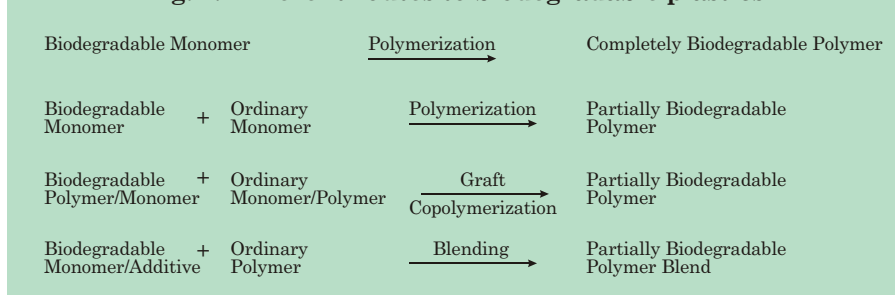 Biodegradable Monomer Polymerization Completely Biodegradable Polymer
Biodegradable + Ordinary Polymerization Partially Biodegradable
Monomer Monomer Polymer
Biodegradable + Ordinary Graft Partially Biodegradable
Polymer/Monomer Monomer/Polymer Copolymerization Polymer
Biodegradable + Ordinary Blending Partially Biodegradable
Monomer/Additive Polymer Polymer Blend